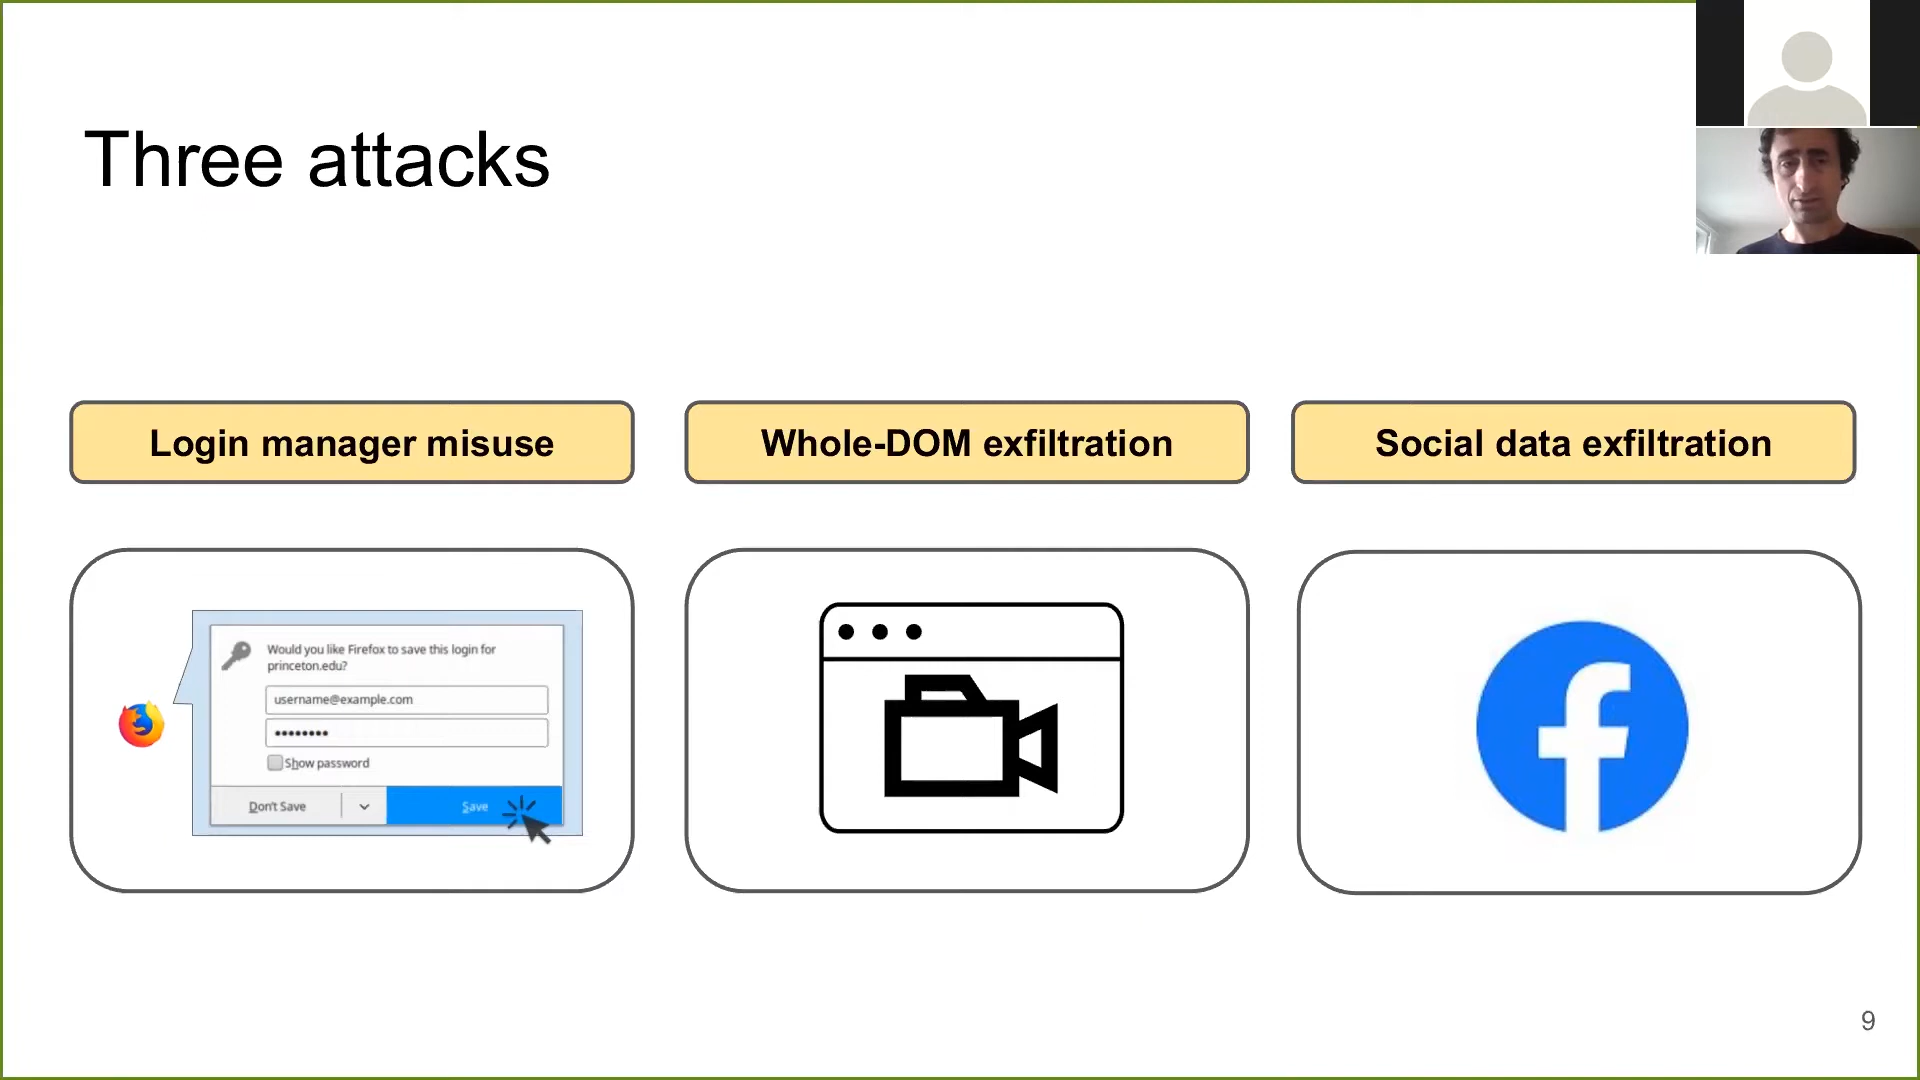 Three attacks
Login manager misuse
Whole-DOM exfiltration
Social data exfiltration
Would you like Firefox to save this login for
princeton.edu?
username@example.com
••••••••
Show password
Don't Save
Save
9